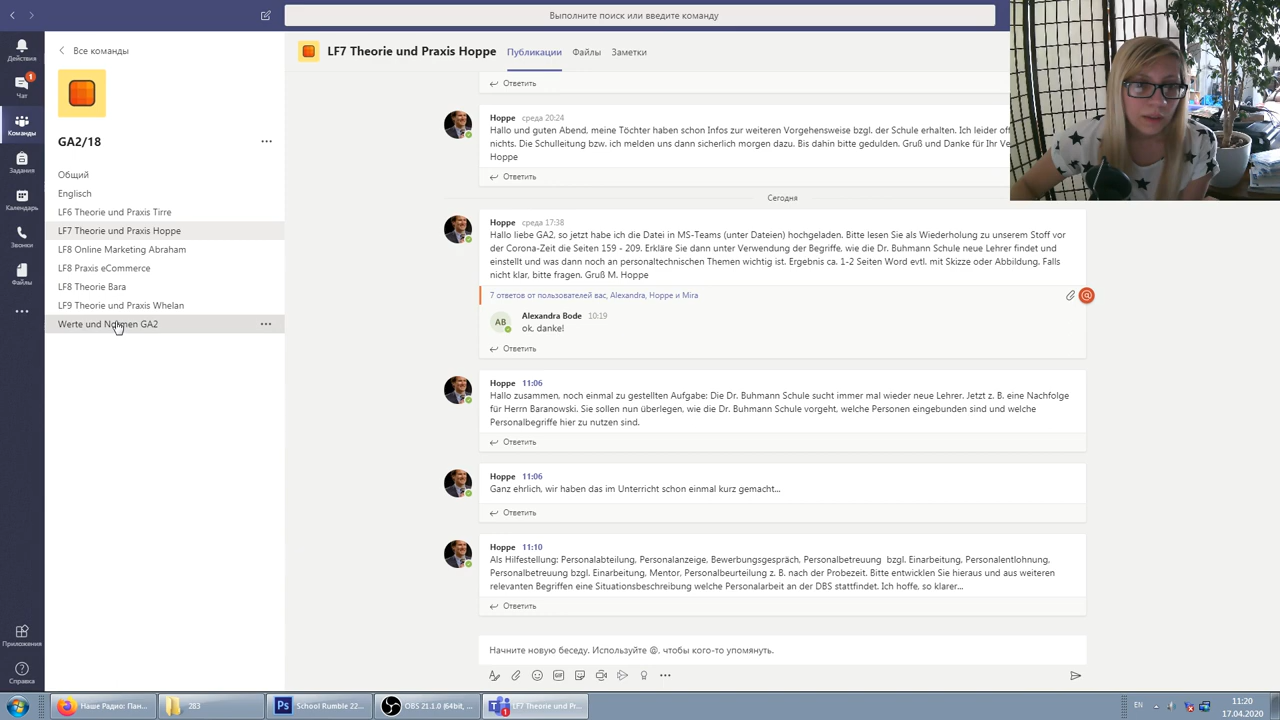 Выполните поиск или введите команду
Действия
Чат
1
Команды
Задания
Календарь
Звонки
Файлы
Приложения
Справка
Все команды
GA2/18
Общий
Englisch
LF6 Theorie und Praxis Tirre
LF7 Theorie und Praxis Hoppe
LF8 Online Marketing Abraham
LF8 Praxis eCommerce
LF8 Theorie Bara
LF9 Theorie und Praxis Whelan
Werte und Normen GA2
LF7 Theorie und Praxis Hoppe
Публикации
Файлы
Заметки
Ответить
Hoppe среда 20:24
Hallo und guten Abend, meine Töchter haben schon Infos zur weiteren Vorgehensweise bzgl. der Schule erhalten. Ich leider
nichts. Die Schulleitung bzw. ich melden uns dann sicherlich morgen dazu. Bis dahin bitte gedulden. Gruß und Danke für Ihr
Hoppe
Ответить
Сегодня
Hoppe среда 17:38
Hallo liebe GA2, so jetzt habe ich die Datei in MS-Teams (unter Dateien) hochgeladen. Bitte lesen Sie als Wiederholung zu unserem Stoff vor
der Corona-Zeit die Seiten 159 - 209. Erkläre Sie dann unter Verwendung der Begriffe, wie die Dr. Buhmann Schule neue Lehrer findet und
einstellt und was dann noch an personaltechnischen Themen wichtig ist. Ergebnis ca. 1-2 Seiten Word evtl. mit Skizze oder Abbildung. Falls
nicht klar, bitte fragen. Gruß M. Hoppe
7 ответов от пользователей вас, Alexandra, Hoppe и Mira
AB
Alexandra Bode 10:19
ok, danke!
Ответить
Hoppe 11:06
Hallo zusammen, noch einmal zu gestellten Aufgabe: Die Dr. Buhmann Schule sucht immer mal wieder neue Lehrer. Jetzt z. B. eine Nachfolge
für Herrn Baranowski. Sie sollen nun überlegen, wie die Dr. Buhmann Schule vorgeht, welche Personen eingebunden sind und welche
Personalbegriffe hier zu nutzen sind.
Ответить
Hoppe 11:06
Ganz ehrlich, wir haben das im Unterricht schon einmal kurz gemacht...
Ответить
Hoppe 11:10
Als Hilfestellung: Personalabteilung, Personalanzeige, Bewerbungsgespräch, Personalbetreuung bzgl. Einarbeitung, Personalentlohnung,
Personalbetreuung bzgl. Einarbeitung, Mentor, Personalbeurteilung z. B. nach der Probezeit. Bitte entwicklen Sie hieraus und aus weiteren
relevanten Begriffen eine Situationsbeschreibung welche Personalarbeit an der DBS stattfindet. Ich hoffe, so klarer...
Ответить
Начните новую беседу. Используйте @, чтобы кого-то упомянуть.
GIF
Наше Радио: Пан...
283
Ps
School Rumble 22...
OBS 21.1.0 (64bit, ...
1
LF7 Theorie und Pr...
EN
11:20
17.04.2020